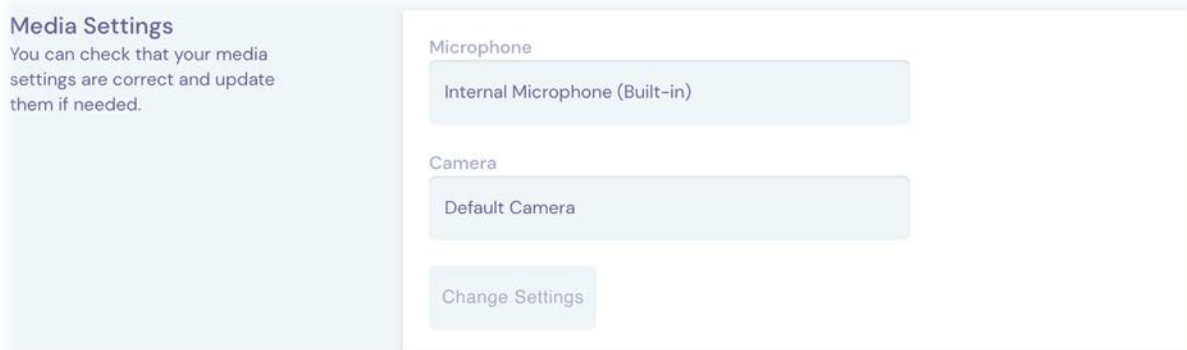 Media Settings
You can check that your media
settings are correct and update
them if needed.
Microphone
Internal Microphone (Built-in)
Camera
Default Camera
Change Settings